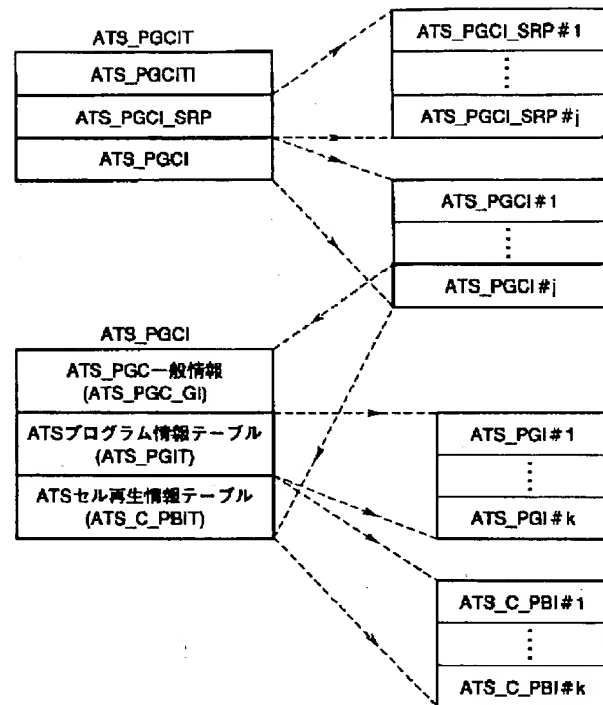 ATS_PGCIT
ATS_PGCITI
ATS_PGCI_SRP
ATS_PGCI
ATS_PGCI_SRP#1
ATS_PGCI_SRP#j
ATS_PGCI#1
ATS_PGCI#j
ATS_PGCI
ATS_PGC一般情報
(ATS_PGC_GI)
ATSプログラム情報テーブル
(ATS_PGIT)
ATSセル再生情報テーブル
(ATS_C_PBIT)
ATS_PGI#1
ATS_PGI#k
ATS_C_PBI#1
ATS_C_PBI#k